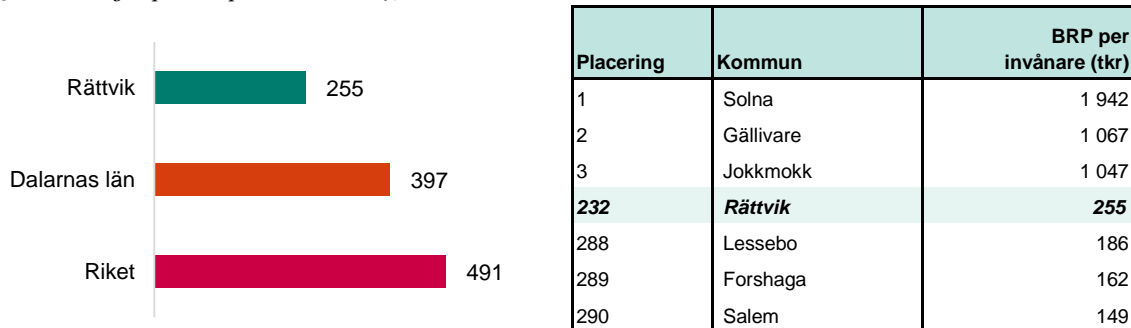 Rättvik 255
Dalarnas län 397
Riket 491
Placering Kommun BRP per invånare (tkr)
1 Solna 1 942
2 Gällivare 1 067
3 Jokkmokk 1 047
232 Rättvik 255
288 Lessebo 186
289 Forshaga 162
290 Salem 149